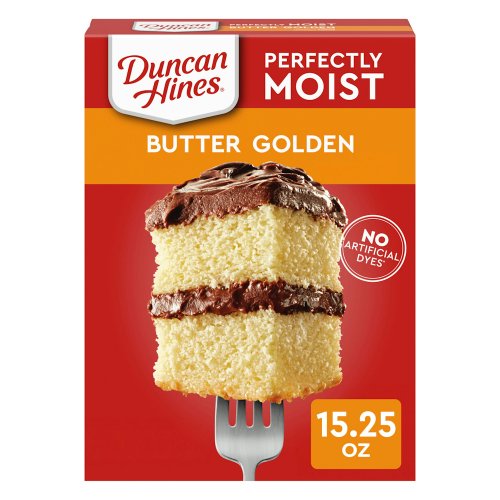 Duncan
Hines®
PERFECTLY
MOIST
BUTTER GOLDEN
NO
ARTIFICIAL
DYES*
15.25
OZ